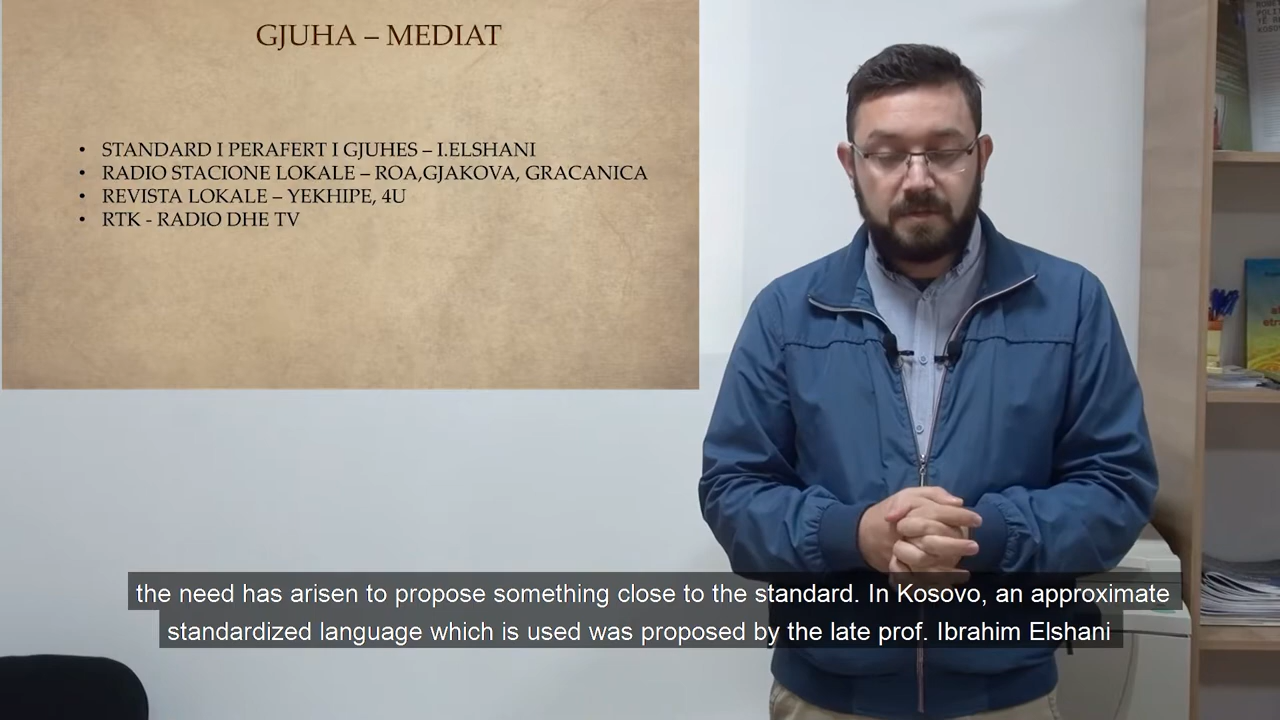 GJUHA – MEDIAT
• STANDARD I PERAFERT I GJUHES – I.ELSHANI
• RADIO STACIONE LOKALE – ROA,GJAKOVA, GRACANICA
• REVISTA LOKALE – YEKHIPE, 4U
• RTK - RADIO DHE TV
the need has arisen to propose something close to the standard. In Kosovo, an approximate
standardized language which is used was proposed by the late prof. Ibrahim Elshani